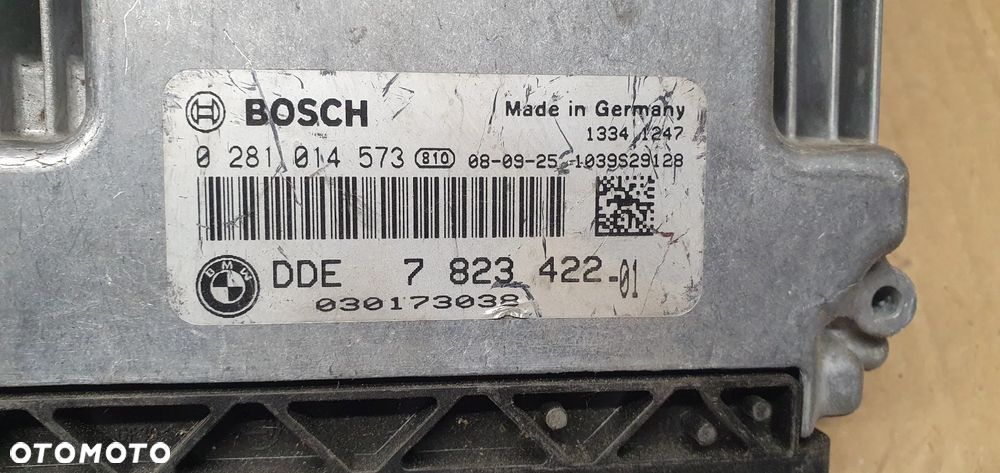 BOSCH
Made in Germany
1334 1247
0 281 014 573 810 08-09-25 1039S29128
BMW
DDE 7 823 422-01
030173038
OTOMOTO